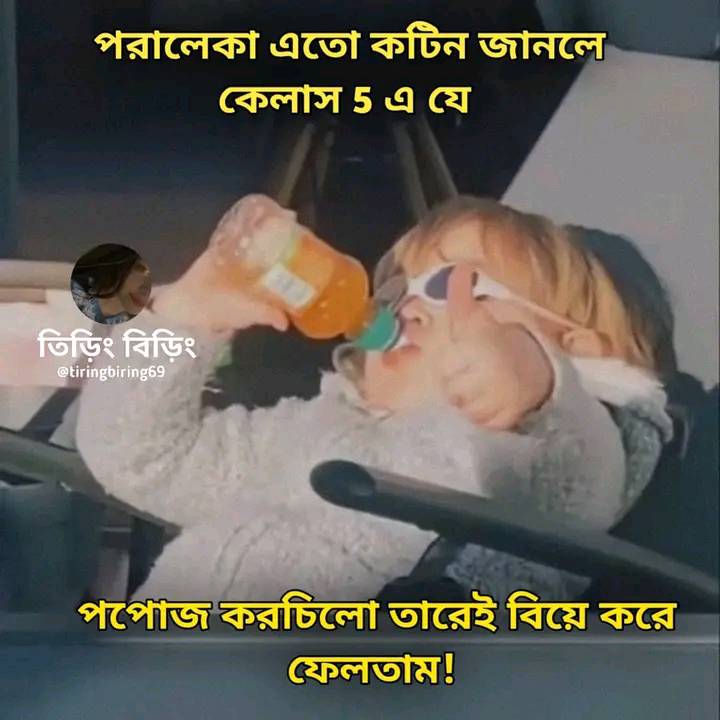 পরালেকা এতো কটিন জানলে
কেলাস 5 এ যে
তিড়িং বিড়িং
@tiringbiring69
পপোজ করচিলো তারেই বিয়ে করে
ফেলতাম!